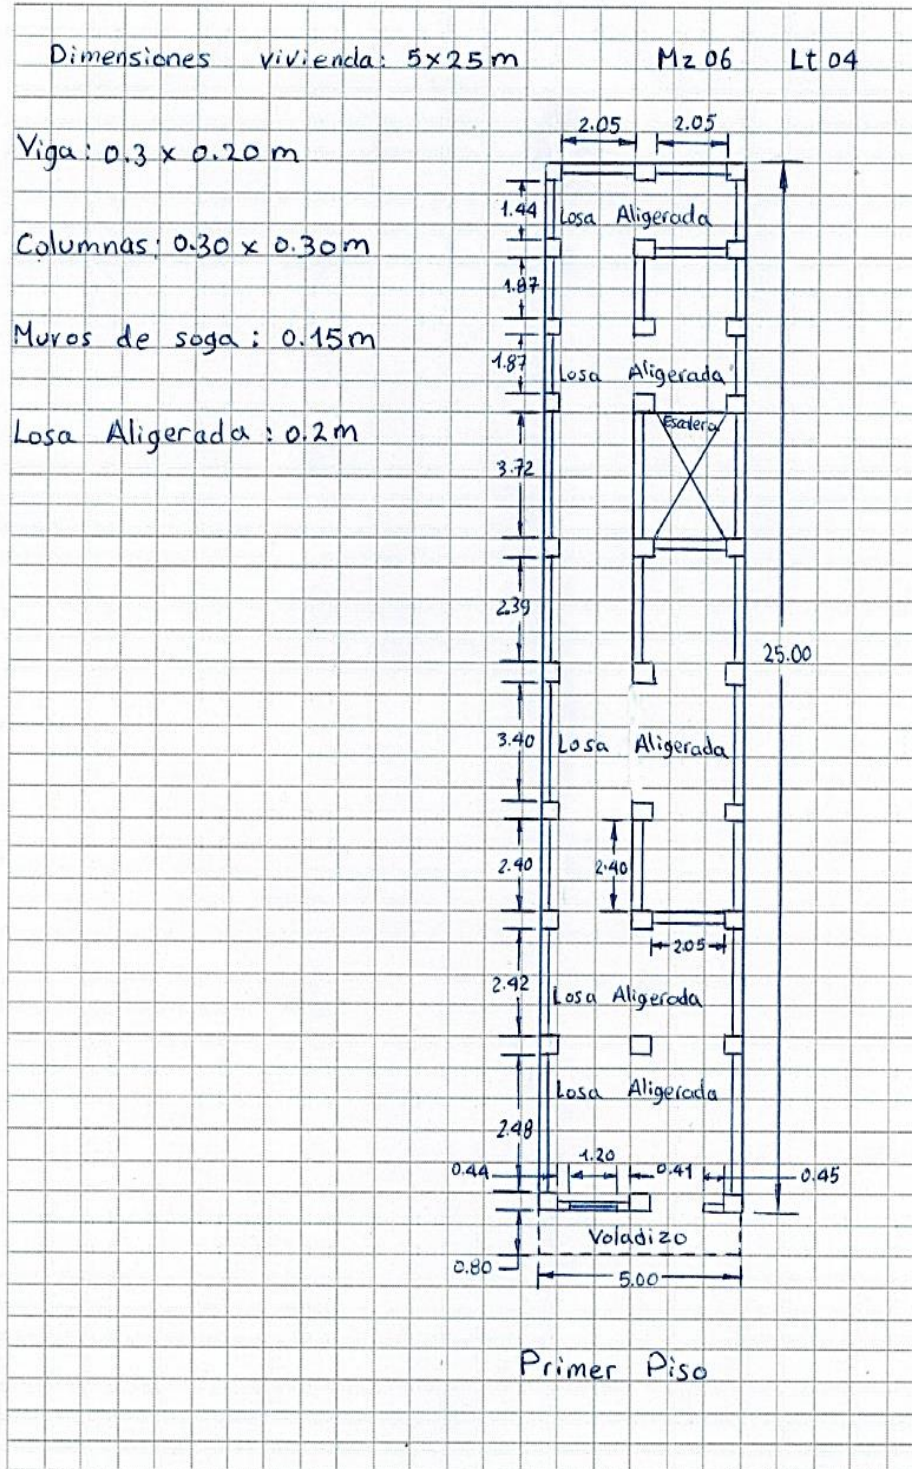 Dimensiones vivienda: 5x25m Mz 06 Lt 04
Viga: 0.3 x 0.20 m
Columnas: 0.30 x 0.30m
Muros de soga: 0.15m
Losa Aligerada: 0.2m
2.05 2.05
1.44 Losa Aligerada
1.87
1.87 Losa Aligerada
Escalera
3.72
2.39
25.00
3.40 Losa Aligerada
2.40 2.40
2.05
2.42 Losa Aligerada
Losa Aligerada
2.48
1.20
0.44 0.41 0.45
Voladizo
0.80
5.00
Primer Piso